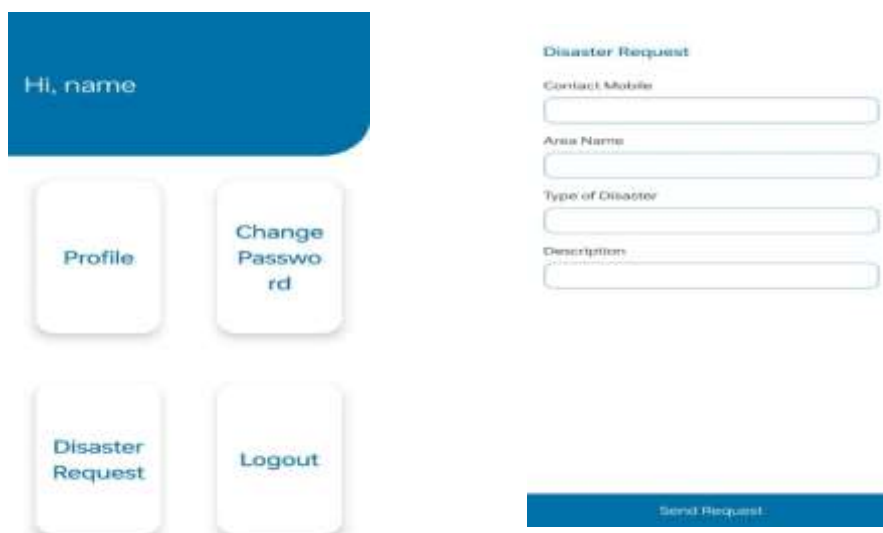 Hi, name
Profile
Change
Passwo
rd
Disaster
Request
Logout
Disaster Request
Contact Mobile
Area Name
Type of Disaster
Description
Send Request